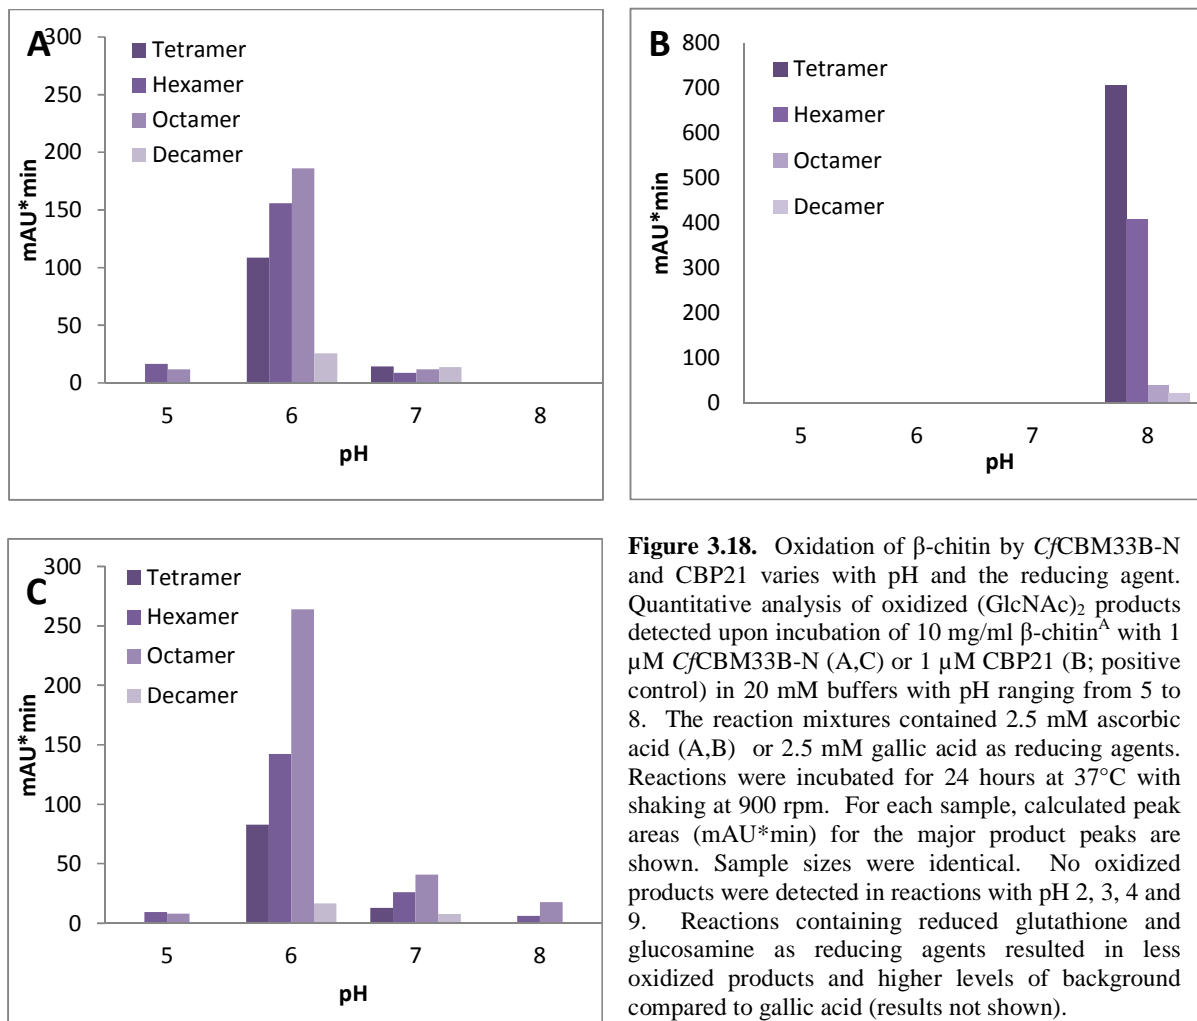 A
300
250
200
150
100
50
0
mAU*min
Tetramer
Hexamer
Octamer
Decamer
5 6 7 8
pH
B
800
700
600
500
400
300
200
100
0
mAU*min
Tetramer
Hexamer
Octamer
Decamer
5 6 7 8
pH
C
300
250
200
150
100
50
0
mAU*min
Tetramer
Hexamer
Octamer
Decamer
5 6 7 8
pH
Figure 3.18. Oxidation of β-chitin by CfCBM33B-N
and CBP21 varies with pH and the reducing agent.
Quantitative analysis of oxidized (GlcNAc)₂ products
detected upon incubation of 10 mg/ml β-chitinᴬ with 1
µM CfCBM33B-N (A,C) or 1 µM CBP21 (B; positive
control) in 20 mM buffers with pH ranging from 5 to
8. The reaction mixtures contained 2.5 mM ascorbic
acid (A,B) or 2.5 mM gallic acid as reducing agents.
Reactions were incubated for 24 hours at 37°C with
shaking at 900 rpm. For each sample, calculated peak
areas (mAU*min) for the major product peaks are
shown. Sample sizes were identical. No oxidized
products were detected in reactions with pH 2, 3, 4 and
9. Reactions containing reduced glutathione and
glucosamine as reducing agents resulted in less
oxidized products and higher levels of background
compared to gallic acid (results not shown).